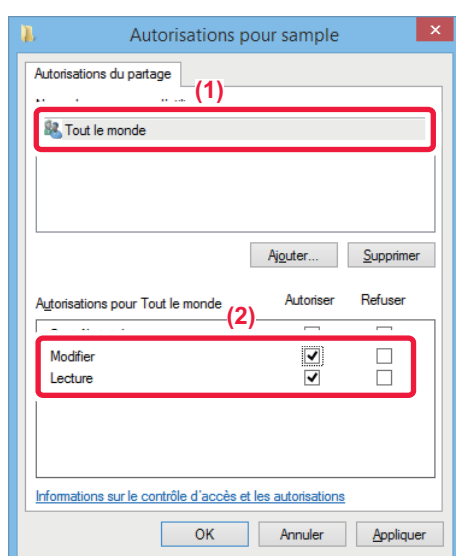 Autorisations pour sample
Autorisations du partage
(1)
Tout le monde
Ajouter... Supprimer
Autorisations pour Tout le monde Autoriser Refuser
(2)
Modifier
Lecture
Informations sur le contrôle d'accès et les autorisations
OK Annuler Appliquer